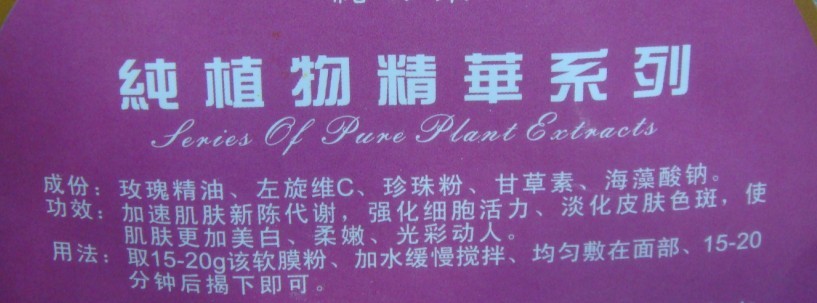 純植物精華系列
Series Of Pure Plant Extracts
成份：玫瑰精油、左旋维C、珍珠粉、甘草素、海藻酸钠。
功效：加速肌肤新陈代谢，强化细胞活力、淡化皮肤色斑，使
肌肤更加美白、柔嫩、光彩动人。
用法：取15-20g该软膜粉、加水缓慢搅拌、均匀敷在面部、15-20
分钟后揭下即可。